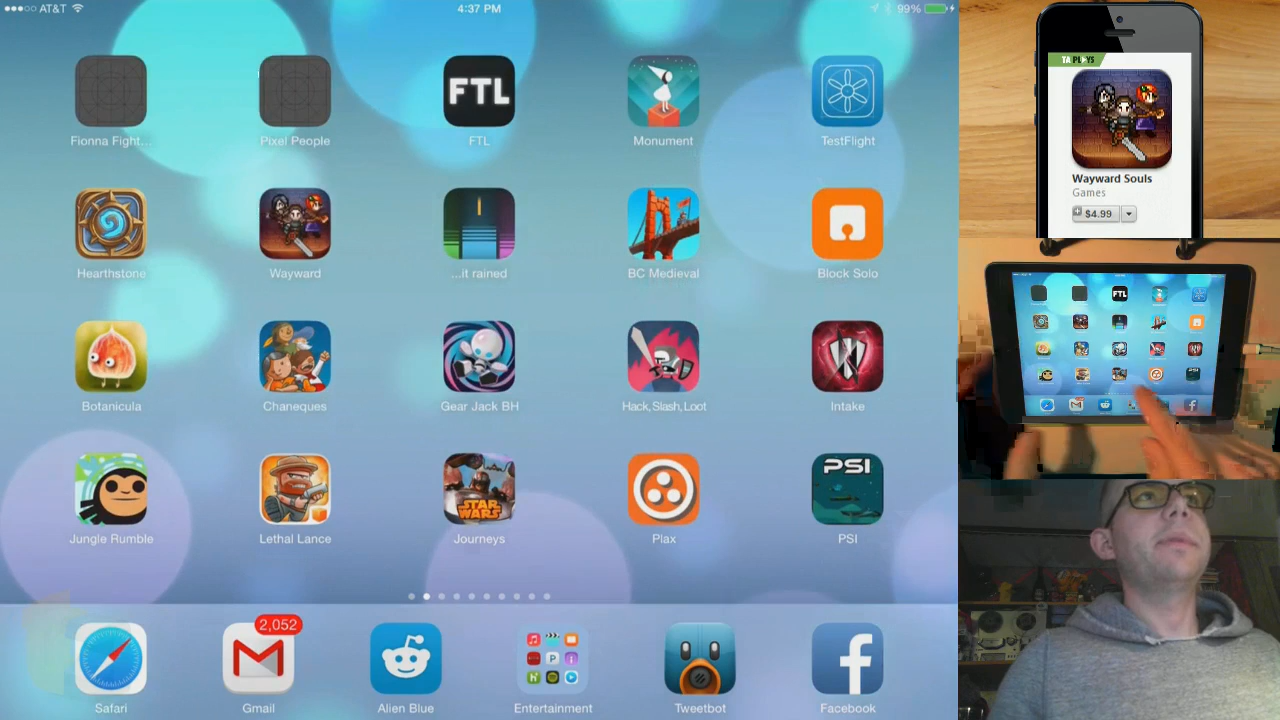 AT&T
4:37 PM
99%
Fionna Fight...
Pixel People
FTL
FTL
Monument
TestFlight
Hearthstone
Wayward
...it rained
BC Medieval
Block Solo
Botanicula
Chaneques
Gear Jack BH
Hack, Slash, Loot
Intake
Jungle Rumble
Lethal Lance
STAR
WARS
Journeys
Plax
PSI
PSI
2,052
Safari
Gmail
Alien Blue
Entertainment
Tweetbot
Facebook
TA PLAYS
Wayward Souls
Games
$4.99
FTL
PSI